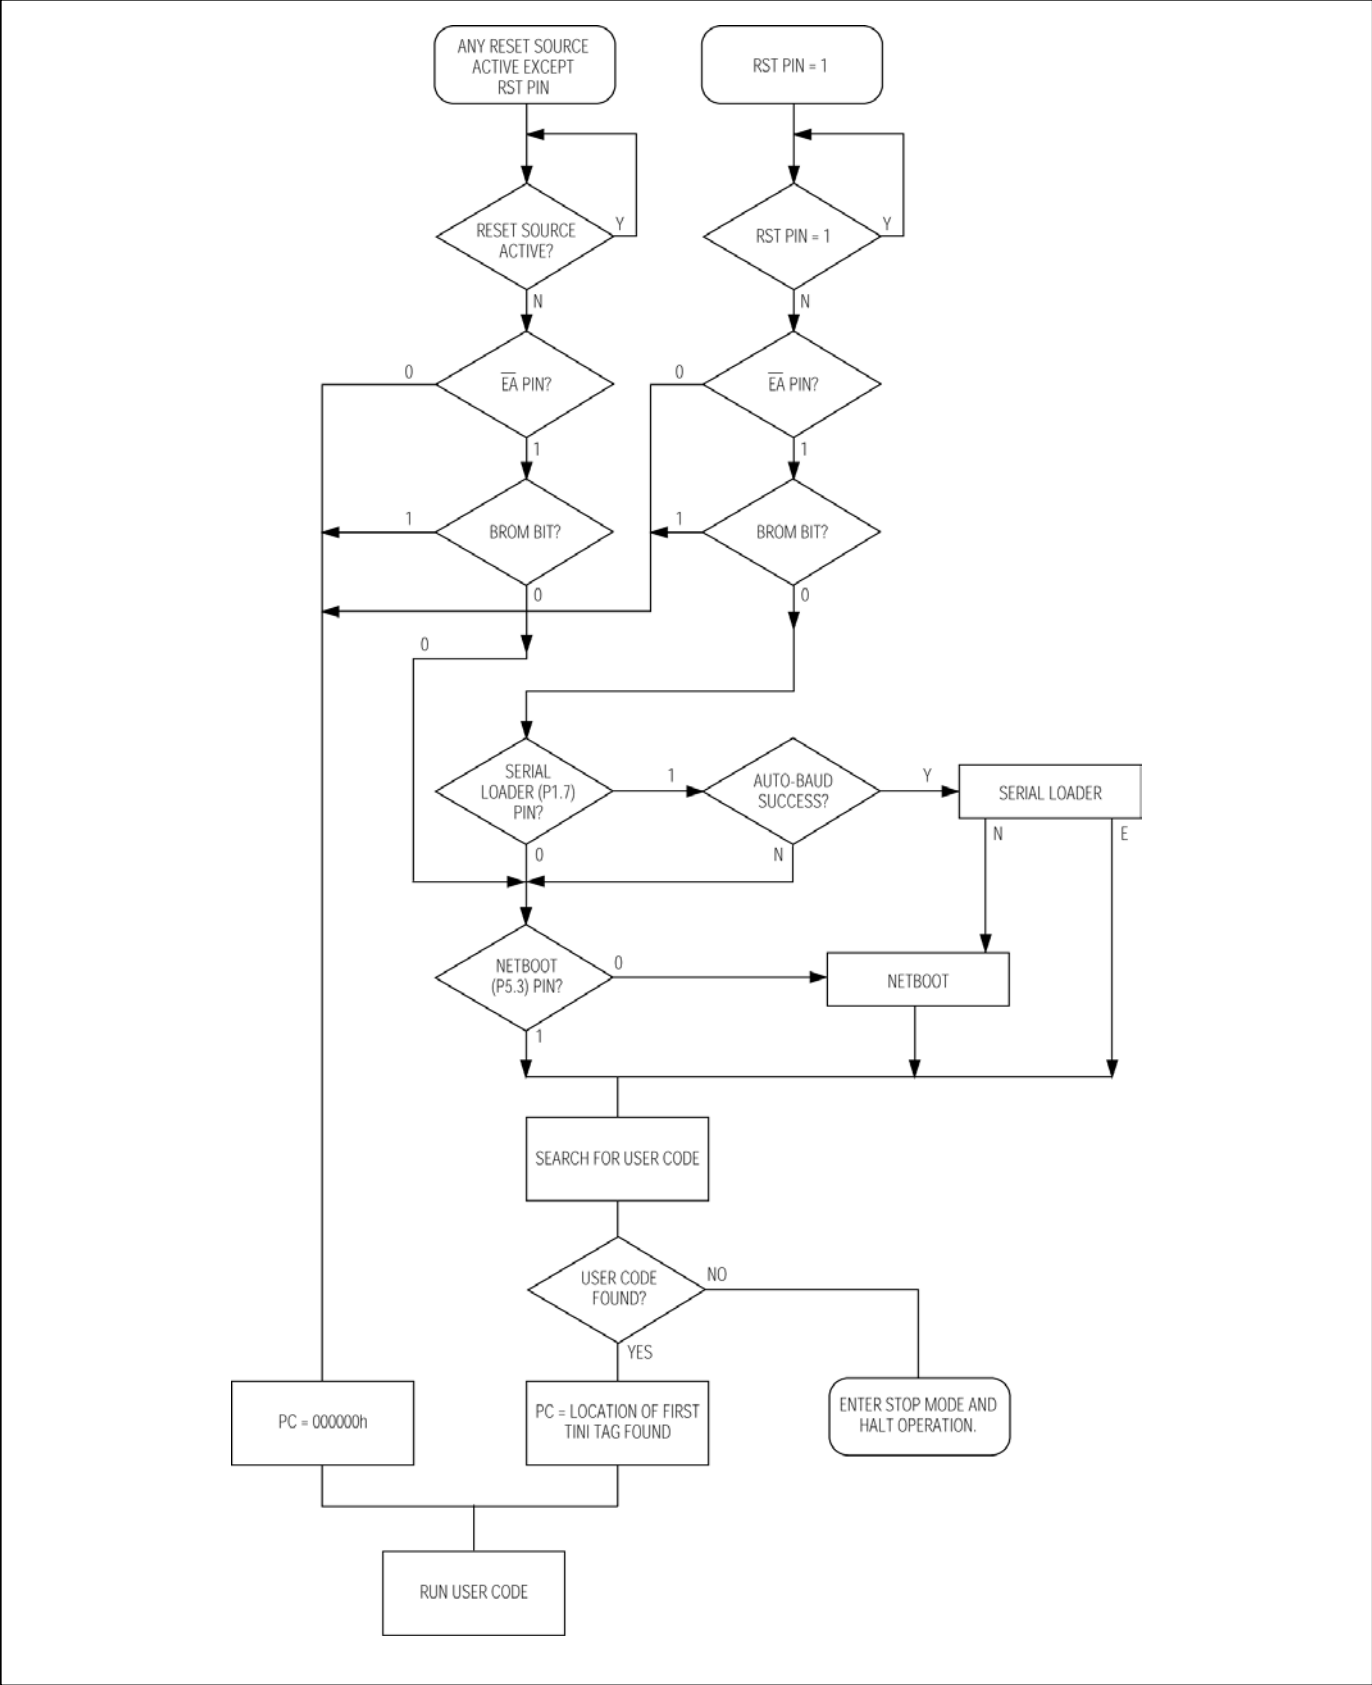 ANY RESET SOURCE
ACTIVE EXCEPT
RST PIN
RST PIN = 1
RESET SOURCE
ACTIVE?
Y
N
RST PIN = 1
Y
N
EA PIN?
0
1
EA PIN?
0
1
BROM BIT?
1
0
BROM BIT?
1
0
0
SERIAL
LOADER (P1.7)
PIN?
1
0
AUTO-BAUD
SUCCESS?
Y
N
SERIAL LOADER
N
E
NETBOOT
(P5.3) PIN?
0
1
NETBOOT
SEARCH FOR USER CODE
USER CODE
FOUND?
NO
YES
PC = 000000h
PC = LOCATION OF FIRST
TINI TAG FOUND
ENTER STOP MODE AND
HALT OPERATION.
RUN USER CODE